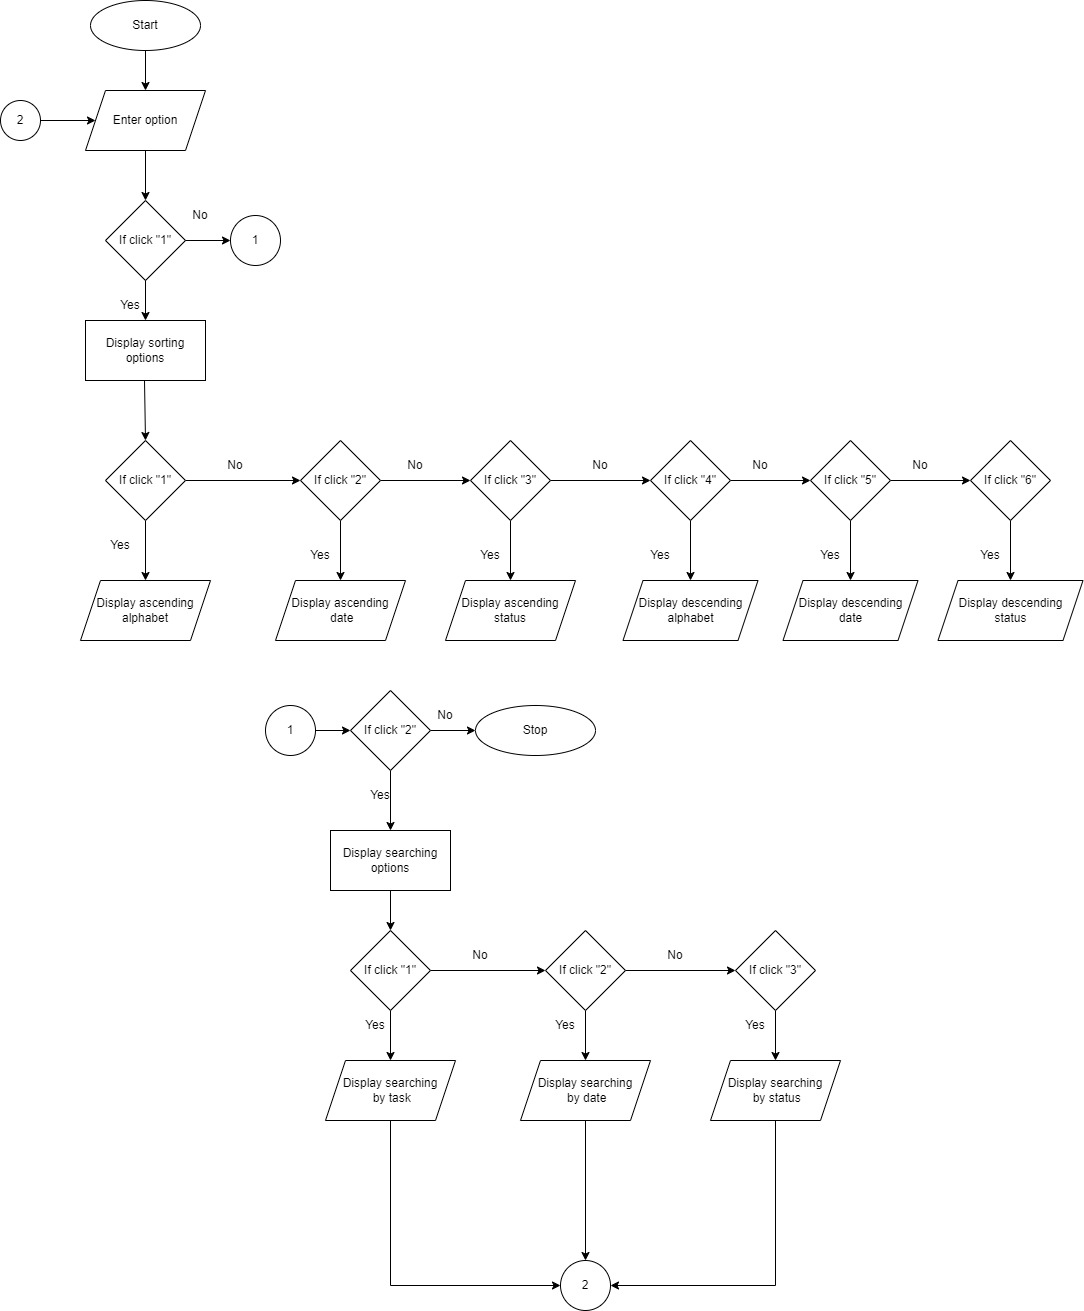 Start
2
Enter option
If click "1"
No
1
Yes
Display sorting
options
If click "1"
No
If click "2"
No
If click "3"
No
If click "4"
No
If click "5"
No
If click "6"
Yes
Yes
Yes
Yes
Yes
Yes
Display ascending
alphabet
Display ascending
date
Display ascending
status
Display descending
alphabet
Display descending
date
Display descending
status
1
If click "2"
No
Stop
Yes
Display searching
options
If click "1"
No
If click "2"
No
If click "3"
Yes
Yes
Yes
Display searching
by task
Display searching
by date
Display searching
by status
2